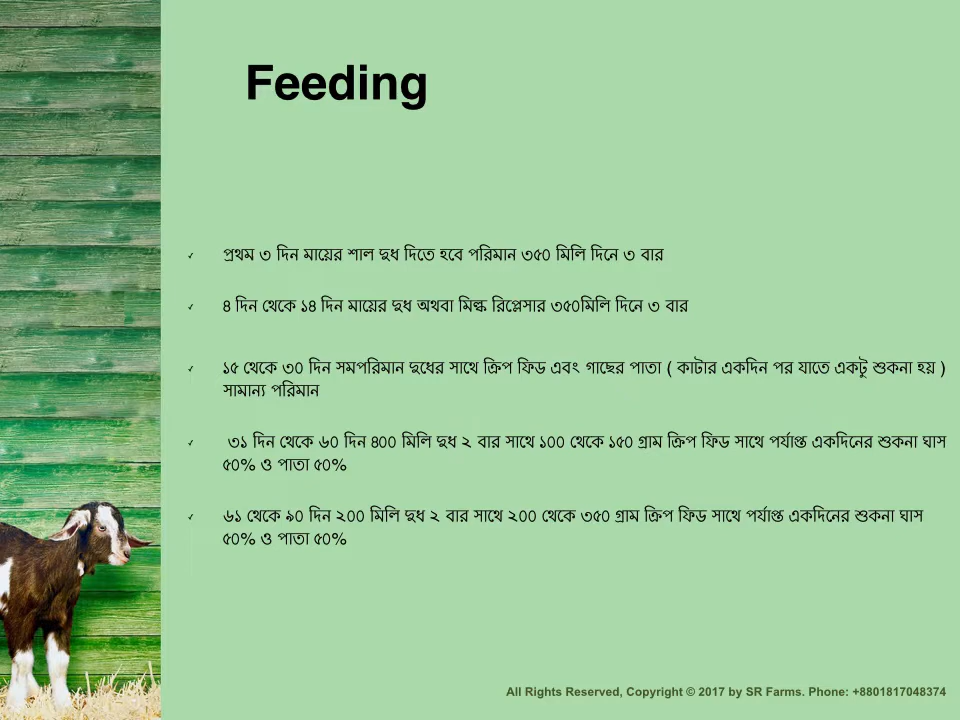 Feeding
✓ প্রথম ৩ দিন মায়ের শাল দুধ দিতে হবে পরিমান ৩৫০ মিলি দিনে ৩ বার
✓ ৪ দিন থেকে ১৪ দিন মায়ের দুধ অথবা মিল্ক রিপ্লেসার ৩৫০মিলি দিনে ৩ বার
✓ ১৫ থেকে ৩০ দিন সমপরিমান দুধের সাথে ক্রিপ ফিড এবং গাছের পাতা ( কাটার একদিন পর যাতে একটু শুকনা হয় )
সামান্য পরিমান
✓ ৩১ দিন থেকে ৬০ দিন ৪০০ মিলি দুধ ২ বার সাথে ১০০ থেকে ১৫০ গ্রাম ক্রিপ ফিড সাথে পর্যাপ্ত একদিনের শুকনা ঘাস
৫০% ও পাতা ৫০%
✓ ৬১ থেকে ৯০ দিন ২০০ মিলি দুধ ২ বার সাথে ২০০ থেকে ৩৫০ গ্রাম ক্রিপ ফিড সাথে পর্যাপ্ত একদিনের শুকনা ঘাস
৫০% ও পাতা ৫০%
All Rights Reserved, Copyright © 2017 by SR Farms. Phone: +8801817048374